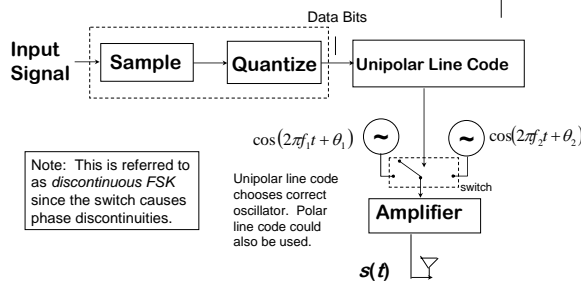 Data Bits
Input
Signal
Sample
Quantize
Unipolar Line Code
cos(2πf₁t + θ₁)
~
~
cos(2πf₂t + θ₂)
switch
Note: This is referred to
as discontinuous FSK
since the switch causes
phase discontinuities.
Unipolar line code
chooses correct
oscillator. Polar
line code could
also be used.
Amplifier
s(t)